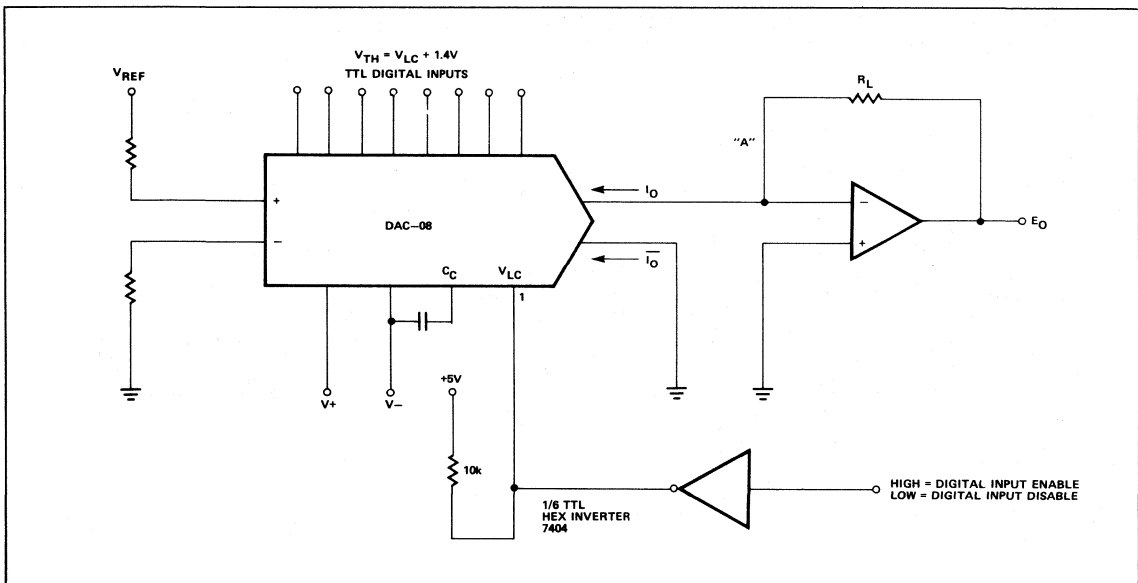 V_TH = V_LC + 1.4V
TTL DIGITAL INPUTS
V_REF
R_L
"A"
I_O
+
DAC–08
−
−
+
E_O
I̅_O̅
C_C
V_LC
1
+5V
V+
V−
10k
1/6 TTL
HEX INVERTER
7404
HIGH = DIGITAL INPUT ENABLE
LOW = DIGITAL INPUT DISABLE